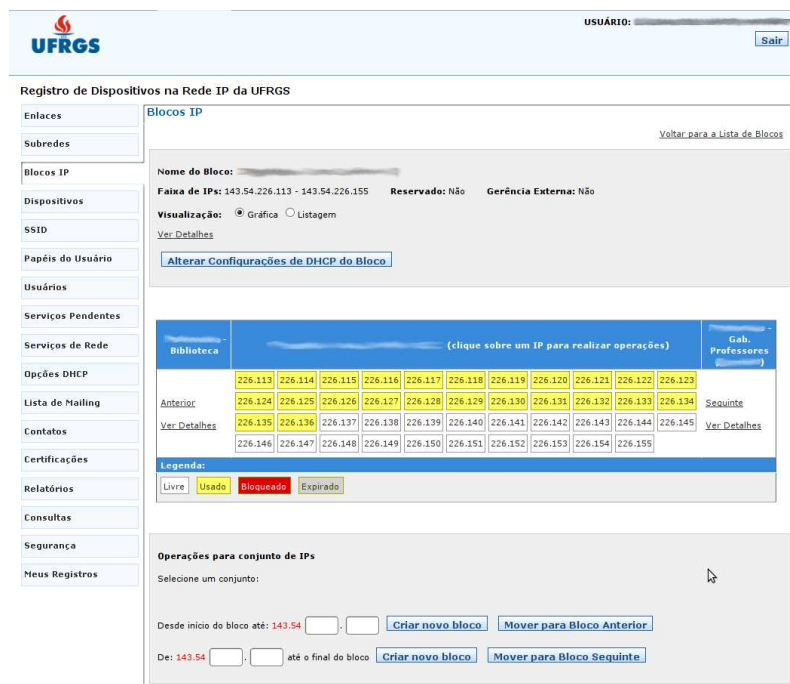 UFRGS
USUÁRIO:
Sair
Registro de Dispositivos na Rede IP da UFRGS
Enlaces
Subredes
Blocos IP
Dispositivos
SSID
Papéis do Usuário
Usuários
Serviços Pendentes
Serviços de Rede
Opções DHCP
Lista de Mailing
Contatos
Certificações
Relatórios
Consultas
Segurança
Meus Registros
Blocos IP
Voltar para a Lista de Blocos
Nome do Bloco:
Faixa de IPs: 143.54.226.113 - 143.54.226.155 Reservado: Não Gerência Externa: Não
Visualização: Gráfica Listagem
Ver Detalhes
Alterar Configurações de DHCP do Bloco
- Biblioteca
(clique sobre um IP para realizar operações)
- Gab. Professores ( )
Anterior
Ver Detalhes
226.113 226.114 226.115 226.116 226.117 226.118 226.119 226.120 226.121 226.122 226.123
226.124 226.125 226.126 226.127 226.128 226.129 226.130 226.131 226.132 226.133 226.134
226.135 226.136 226.137 226.138 226.139 226.140 226.141 226.142 226.143 226.144 226.145
226.146 226.147 226.148 226.149 226.150 226.151 226.152 226.153 226.154 226.155
Seguinte
Ver Detalhes
Legenda:
Livre Usado Bloqueado Expirado
Operações para conjunto de IPs
Selecione um conjunto:
Desde início do bloco até: 143.54 . Criar novo bloco Mover para Bloco Anterior
De: 143.54 . até o final do bloco Criar novo bloco Mover para Bloco Seguinte